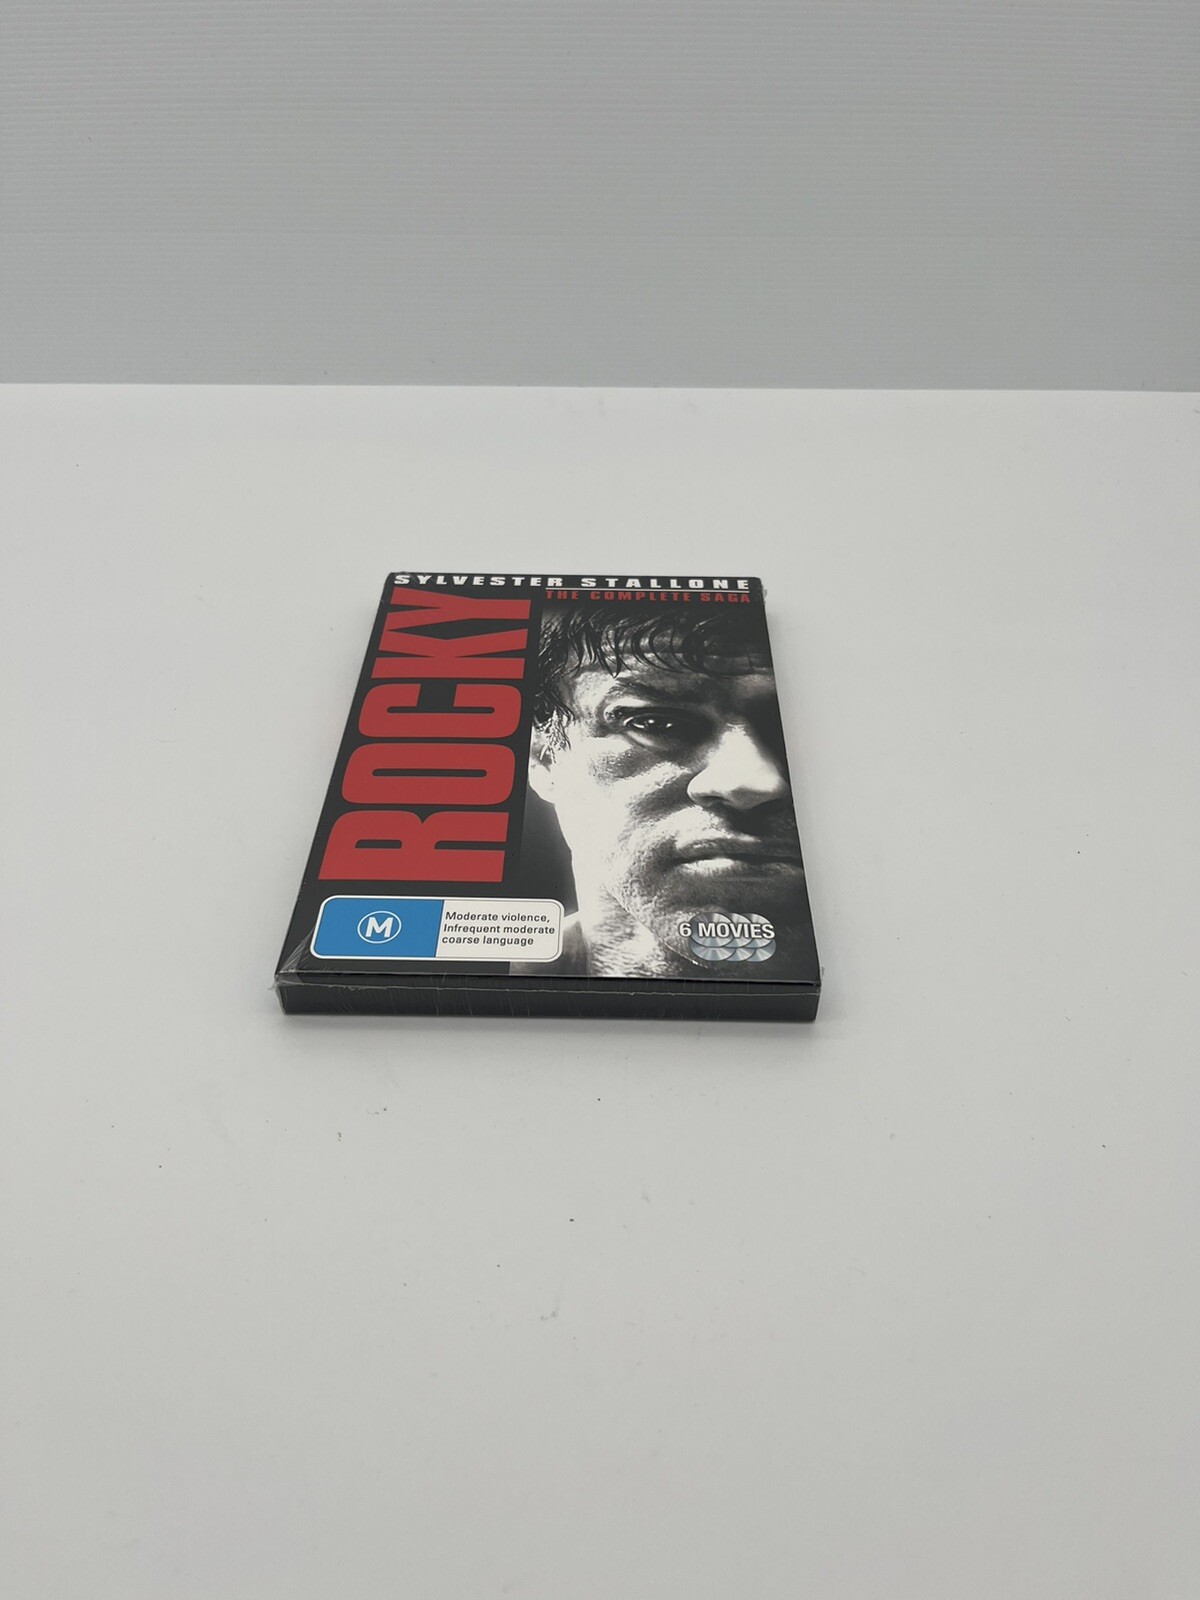 SYLVESTER STALLONE
THE COMPLETE SAGA
ROCKY
M
Moderate violence,
Infrequent moderate
coarse language
6 MOVIES